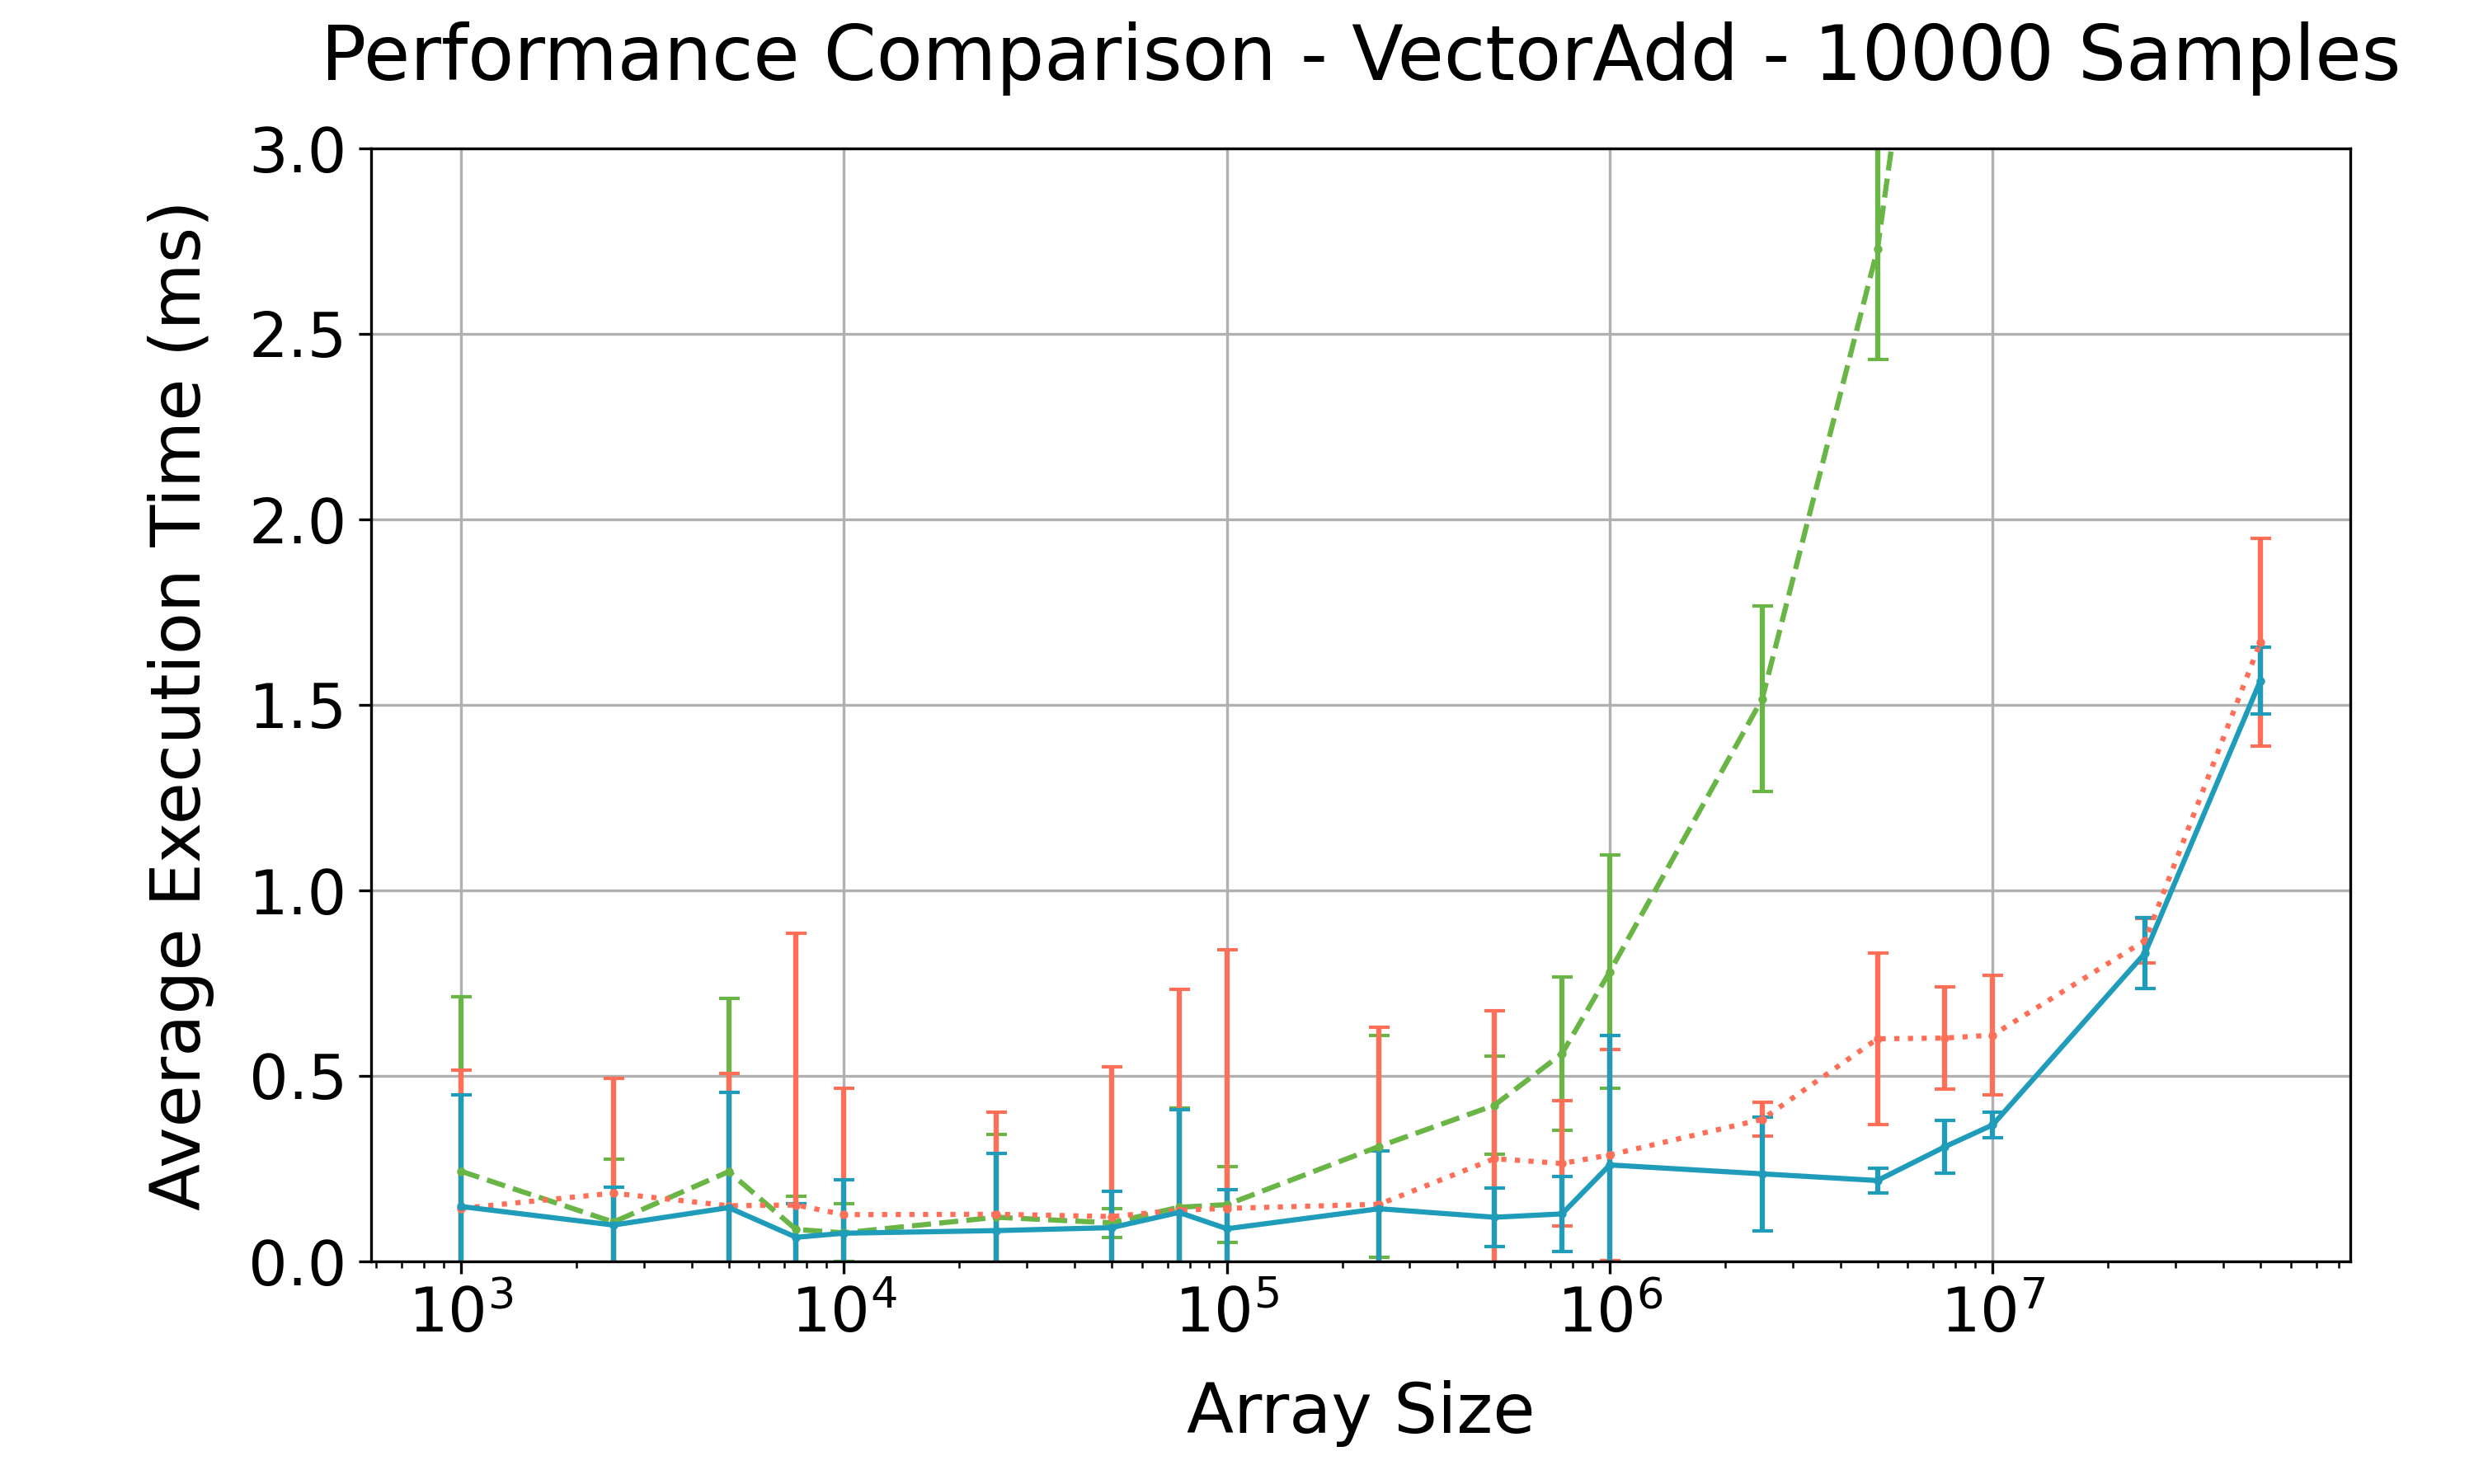 Performance Comparison - VectorAdd - 10000 Samples
Average Execution Time (ms)
3.0
2.5
2.0
1.5
1.0
0.5
0.0
10³ 10⁴ 10⁵ 10⁶ 10⁷
Array Size